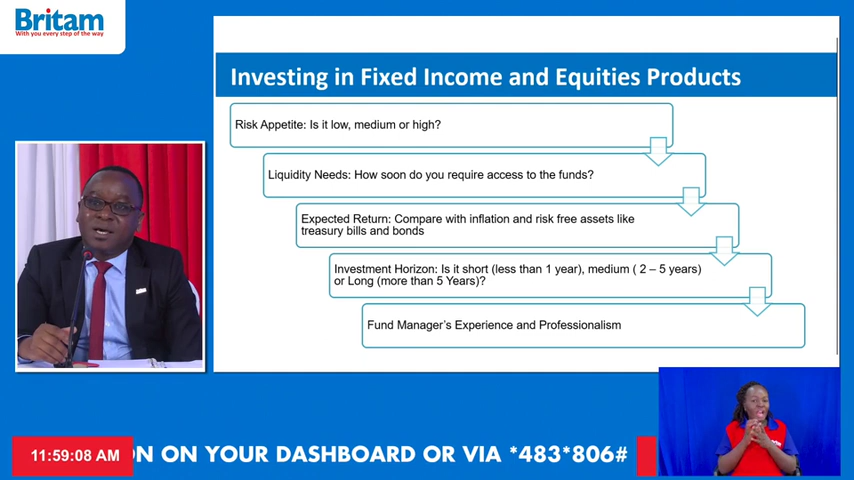 Britam
With you every step of the way
Investing in Fixed Income and Equities Products
Risk Appetite: Is it low, medium or high?
Liquidity Needs: How soon do you require access to the funds?
Expected Return: Compare with inflation and risk free assets like
treasury bills and bonds
Investment Horizon: Is it short (less than 1 year), medium ( 2 – 5 years)
or Long (more than 5 Years)?
Fund Manager's Experience and Professionalism
11:59:08 AM
ON ON YOUR DASHBOARD OR VIA *483*806#